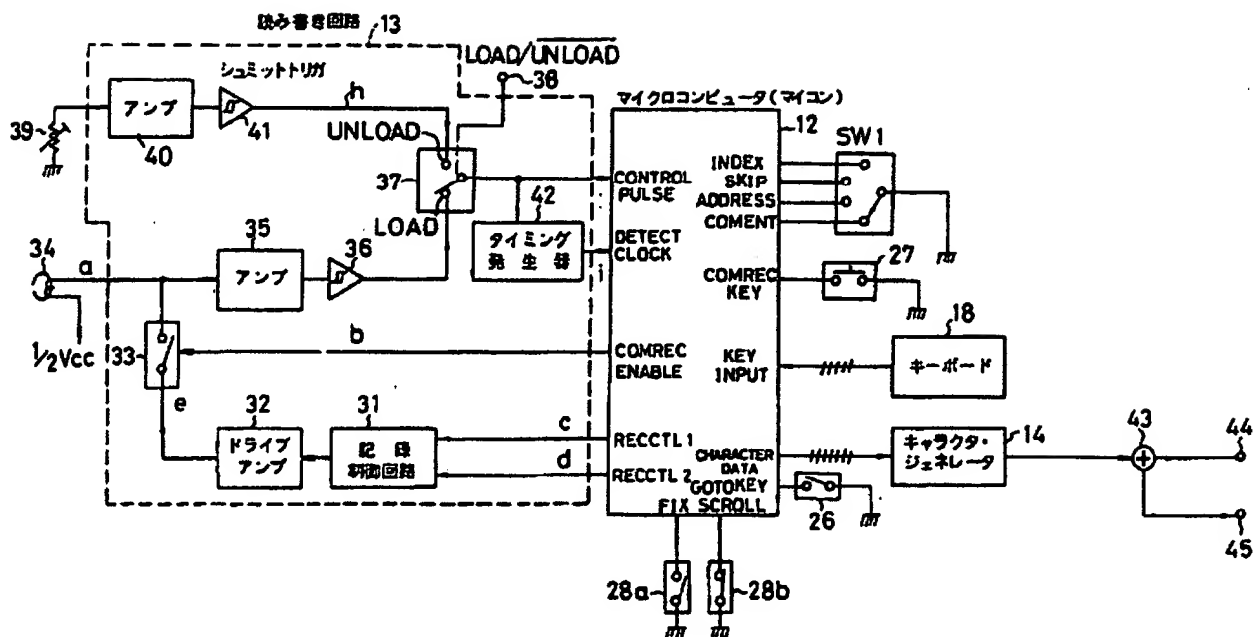 読み書き回路
13
LOAD/UNLOAD
38
シュミットトリガ
マイクロコンピュータ(マイコン)
アンプ
h
39
40
41
UNLOAD
12
SW1
INDEX
SKIP
ADDRESS
COMENT
37
CONTROL
PULSE
42
LOAD
タイミング
発生器
DETECT
CLOCK
34
a
35
アンプ
36
COMREC
KEY
27
1/2Vcc
33
b
COMREC
ENABLE
KEY
INPUT
18
キーボード
e
32
ドライブ
アンプ
31
記録
制御回路
c
RECCTL 1
d
RECCTL 2
CHARACTER
DATA
14
キャラクタ・
ジェネレータ
43
44
GOTO KEY
26
FIX SCROLL
45
28a
28b